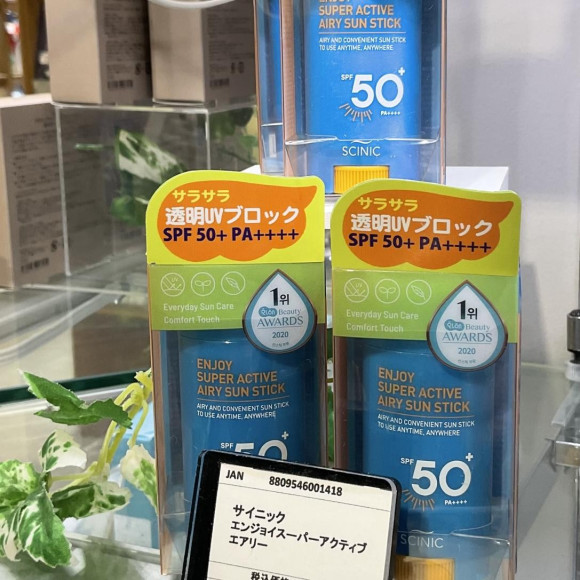 ENJOY
SUPER ACTIVE
AIRY SUN STICK
AIRY AND CONVENIENT SUN STICK
TO USE ANYTIME, ANYWHERE
SPF 50+
PA++++
SCINIC
サラサラ
透明UVブロック
SPF 50+ PA++++
Everyday Sun Care
Comfort Touch
1위
Beauty
AWARDS
2020
ENJOY
SUPER ACTIVE
AIRY SUN STICK
AIRY AND CONVENIENT SUN STICK
TO USE ANYTIME, ANYWHERE
SPF 50+
サラサラ
透明UVブロック
SPF 50+ PA++++
Everyday Sun Care
Comfort Touch
1위
Beauty
AWARDS
2020
ENJOY
SUPER ACTIVE
AIRY SUN STICK
AIRY AND CONVENIENT SUN STICK
TO USE ANYTIME, ANYWHERE
SPF 50+
PA++++
SCINIC
JAN 8809546001418
サイニック
エンジョイスーパーアクティブ
エアリー